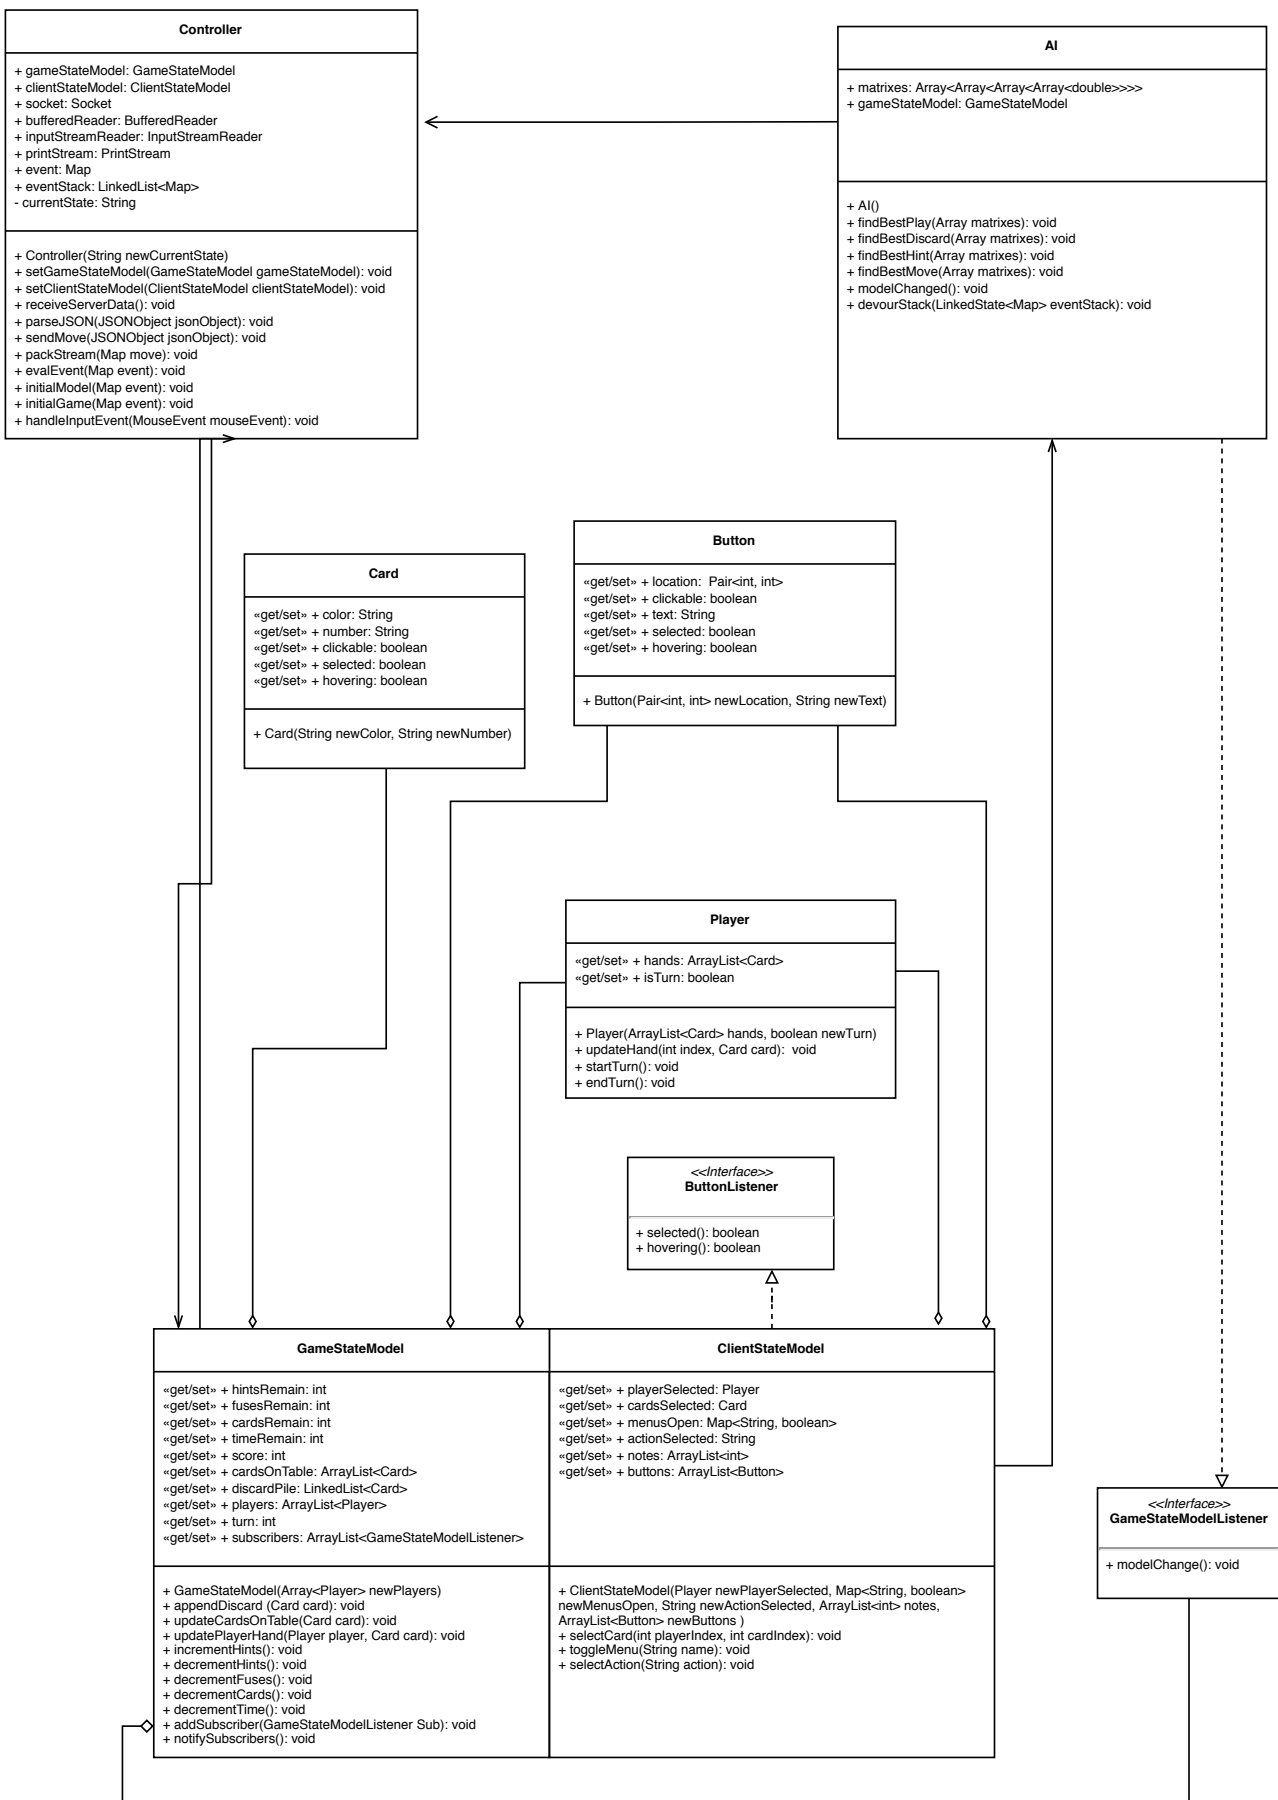 Controller
+ gameStateModel: GameStateModel
+ clientStateModel: ClientStateModel
+ socket: Socket
+ bufferedReader: BufferedReader
+ inputStreamReader: InputStreamReader
+ printStream: PrintStream
+ event: Map
+ eventStack: LinkedList<Map>
- currentState: String
+ Controller(String newCurrentState)
+ setGameStateModel(GameStateModel gameStateModel): void
+ setClientStateModel(ClientStateModel clientStateModel): void
+ receiveServerData(): void
+ parseJSON(JSONObject jsonObject): void
+ sendMove(JSONObject jsonObject): void
+ packStream(Map move): void
+ evalEvent(Map event): void
+ initialModel(Map event): void
+ initialGame(Map event): void
+ handleInputEvent(MouseEvent mouseEvent): void
AI
+ matrixes: Array<Array<Array<Array<double>>>>
+ gameStateModel: GameStateModel
+ AI()
+ findBestPlay(Array matrixes): void
+ findBestDiscard(Array matrixes): void
+ findBestHint(Array matrixes): void
+ findBestMove(Array matrixes): void
+ modelChanged(): void
+ devourStack(LinkedState<Map> eventStack): void
Card
«get/set» + color: String
«get/set» + number: String
«get/set» + clickable: boolean
«get/set» + selected: boolean
«get/set» + hovering: boolean
+ Card(String newColor, String newNumber)
Button
«get/set» + location:  Pair<int, int>
«get/set» + clickable: boolean
«get/set» + text: String
«get/set» + selected: boolean
«get/set» + hovering: boolean
+ Button(Pair<int, int> newLocation, String newText)
Player
«get/set» + hands: ArrayList<Card>
«get/set» + isTurn: boolean
+ Player(ArrayList<Card> hands, boolean newTurn)
+ updateHand(int index, Card card):  void
+ startTurn(): void
+ endTurn(): void
<<Interface>>
ButtonListener
+ selected(): boolean
+ hovering(): boolean
GameStateModel
«get/set» + hintsRemain: int
«get/set» + fusesRemain: int
«get/set» + cardsRemain: int
«get/set» + timeRemain: int
«get/set» + score: int
«get/set» + cardsOnTable: ArrayList<Card>
«get/set» + discardPile: LinkedList<Card>
«get/set» + players: ArrayList<Player>
«get/set» + turn: int
«get/set» + subscribers: ArrayList<GameStateModelListener>
+ GameStateModel(Array<Player> newPlayers)
+ appendDiscard (Card card): void
+ updateCardsOnTable(Card card): void
+ updatePlayerHand(Player player, Card card): void
+ incrementHints(): void
+ decrementHints(): void
+ decrementFuses(): void
+ decrementCards(): void
+ decrementTime(): void
+ addSubscriber(GameStateModelListener Sub): void
+ notifySubscribers(): void
ClientStateModel
«get/set» + playerSelected: Player
«get/set» + cardsSelected: Card
«get/set» + menusOpen: Map<String, boolean>
«get/set» + actionSelected: String
«get/set» + notes: ArrayList<int>
«get/set» + buttons: ArrayList<Button>
+ ClientStateModel(Player newPlayerSelected, Map<String, boolean>
newMenusOpen, String newActionSelected, ArrayList<int> notes,
ArrayList<Button> newButtons )
+ selectCard(int playerIndex, int cardIndex): void
+ toggleMenu(String name): void
+ selectAction(String action): void
<<Interface>>
GameStateModelListener
+ modelChange(): void